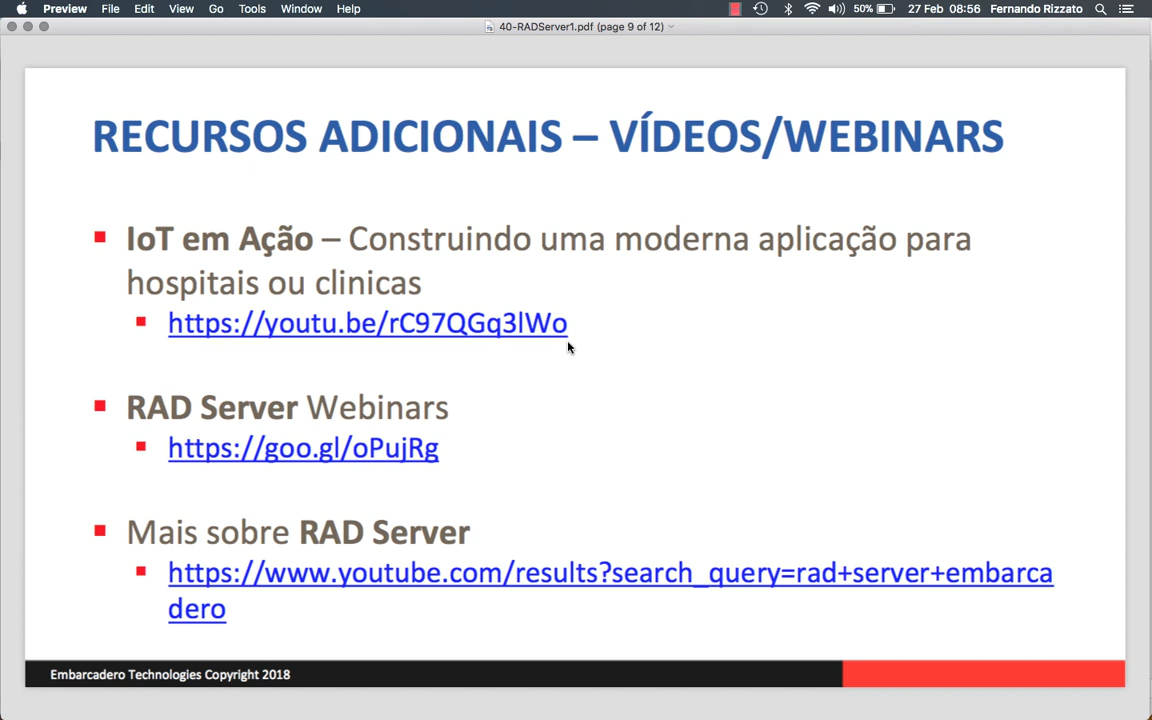 Preview File Edit View Go Tools Window Help 50% 27 Feb 08:56 Fernando Rizzato
40-RADServer1.pdf (page 9 of 12)
RECURSOS ADICIONAIS – VÍDEOS/WEBINARS
IoT em Ação – Construindo uma moderna aplicação para
hospitais ou clinicas
https://youtu.be/rC97QGq3lWo
RAD Server Webinars
https://goo.gl/oPujRg
Mais sobre RAD Server
https://www.youtube.com/results?search_query=rad+server+embarca
dero
Embarcadero Technologies Copyright 2018